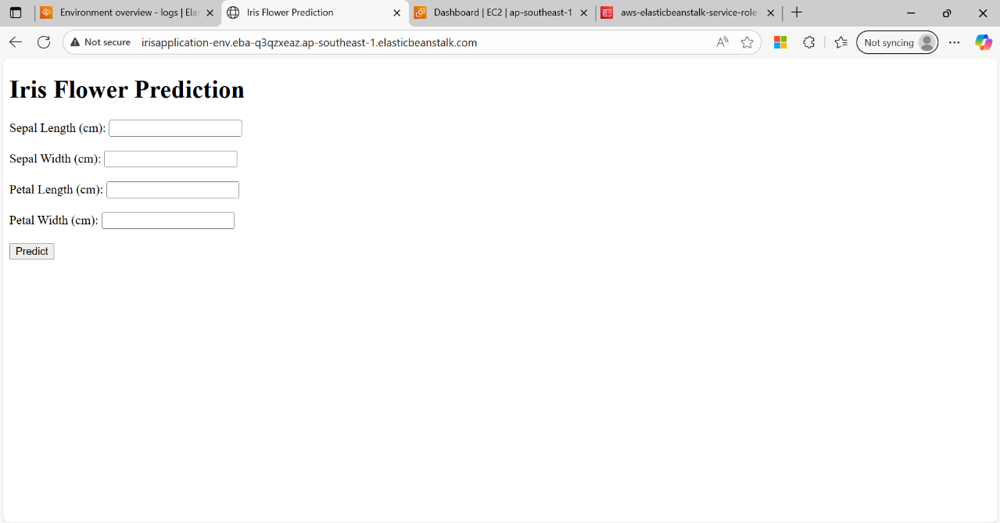 Environment overview - logs | Ela
Iris Flower Prediction
Dashboard | EC2 | ap-southeast-1
aws-elasticbeanstalk-service-role
Not secure
irisapplication-env.eba-q3qzxeaz.ap-southeast-1.elasticbeanstalk.com
Not syncing
Iris Flower Prediction
Sepal Length (cm):
Sepal Width (cm):
Petal Length (cm):
Petal Width (cm):
Predict